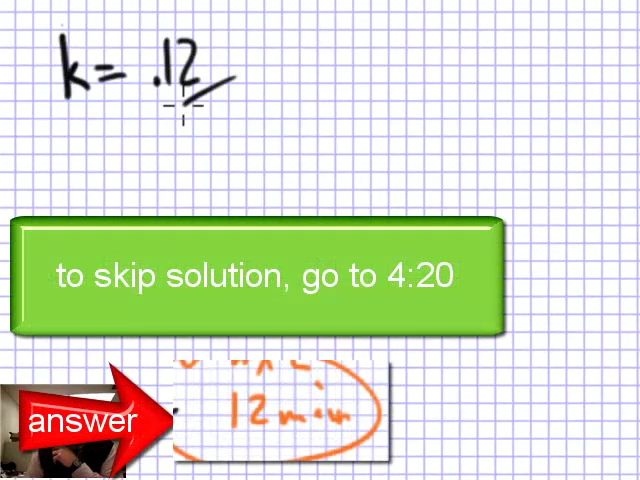 k = .12
to skip solution, go to 4:20
answer
12 min